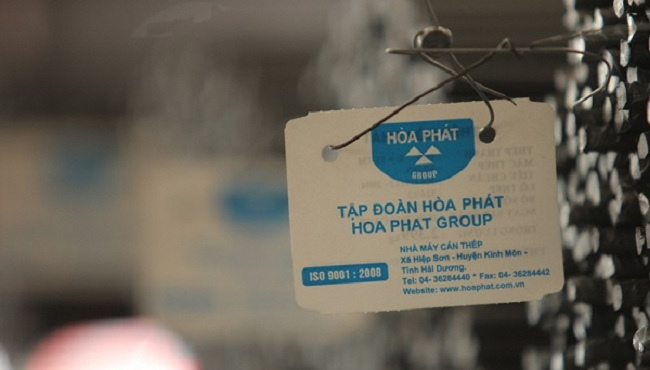 HÒA PHÁT
GROUP
TẬP ĐOÀN HÒA PHÁT
HOA PHAT GROUP
NHÀ MÁY CÁN THÉP
Xã Hiệp Sơn - Huyện Kinh Môn -
Tỉnh Hải Dương.
ISO 9001 : 2008
Tel: 04- 36284440 * Fax: 04- 36284442
Website: www.hoaphat.com.vn